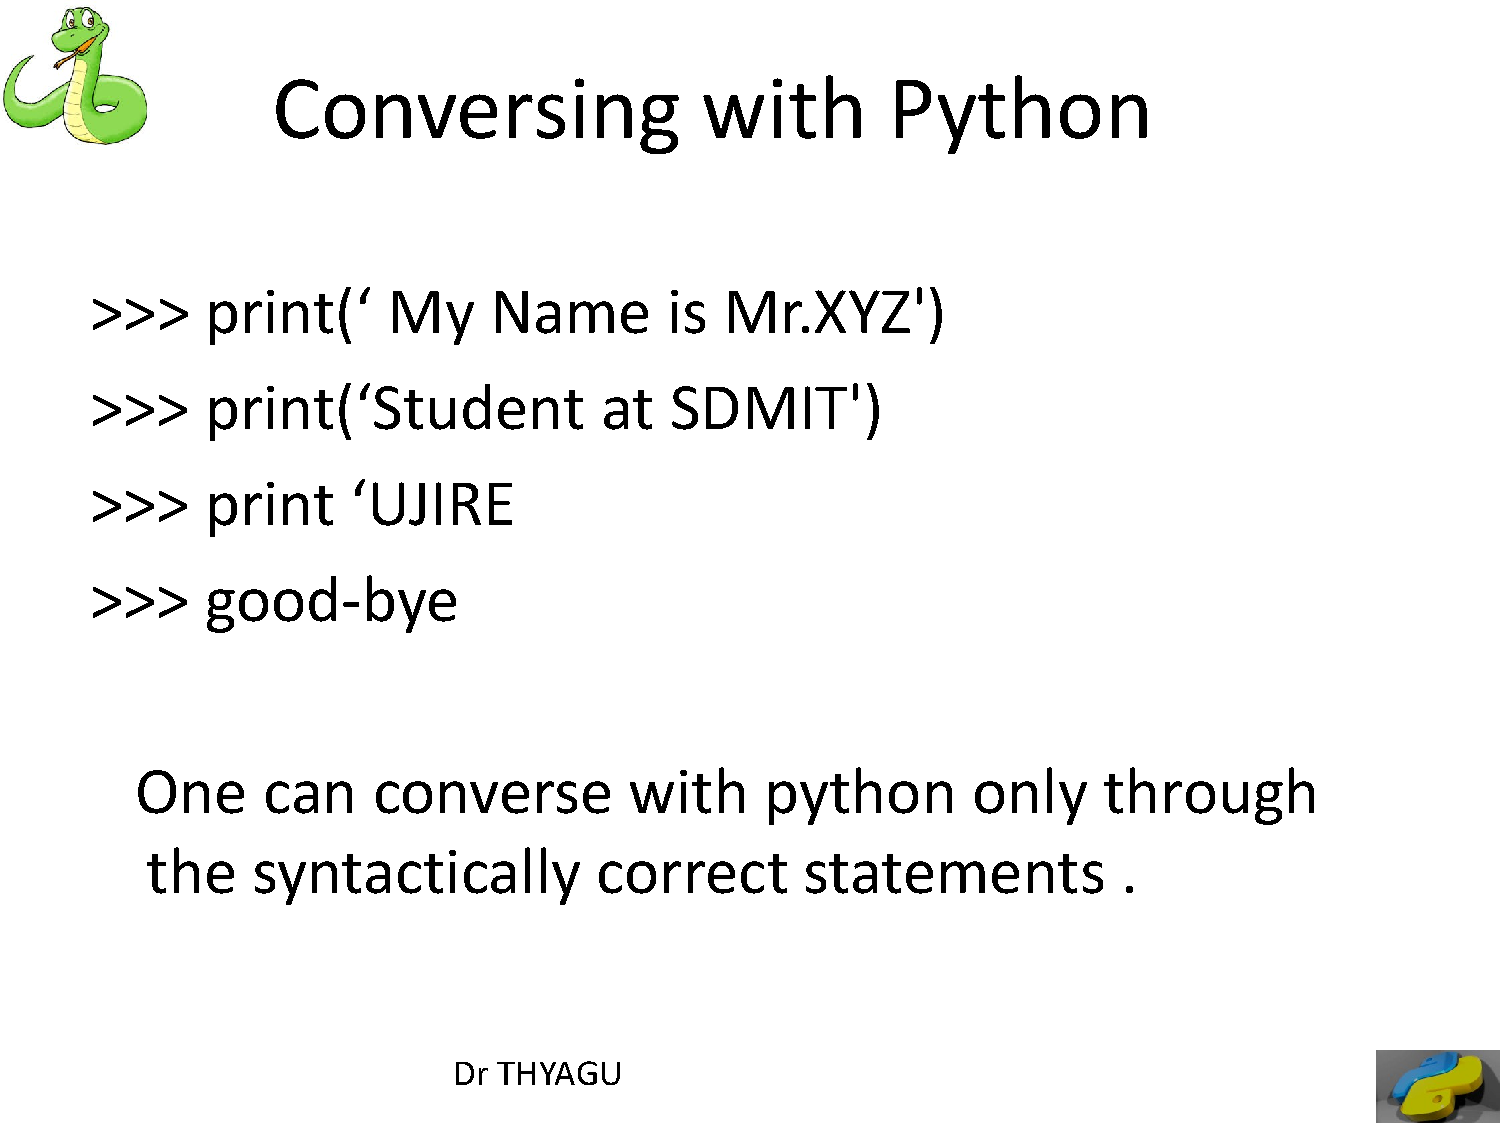 Conversing with Python
>>> print(‘ My Name is Mr.XYZ')
>>> print(‘Student at SDMIT')
>>> print ‘UJIRE
>>> good-bye
One can converse with python only through
the syntactically correct statements .
Dr THYAGU